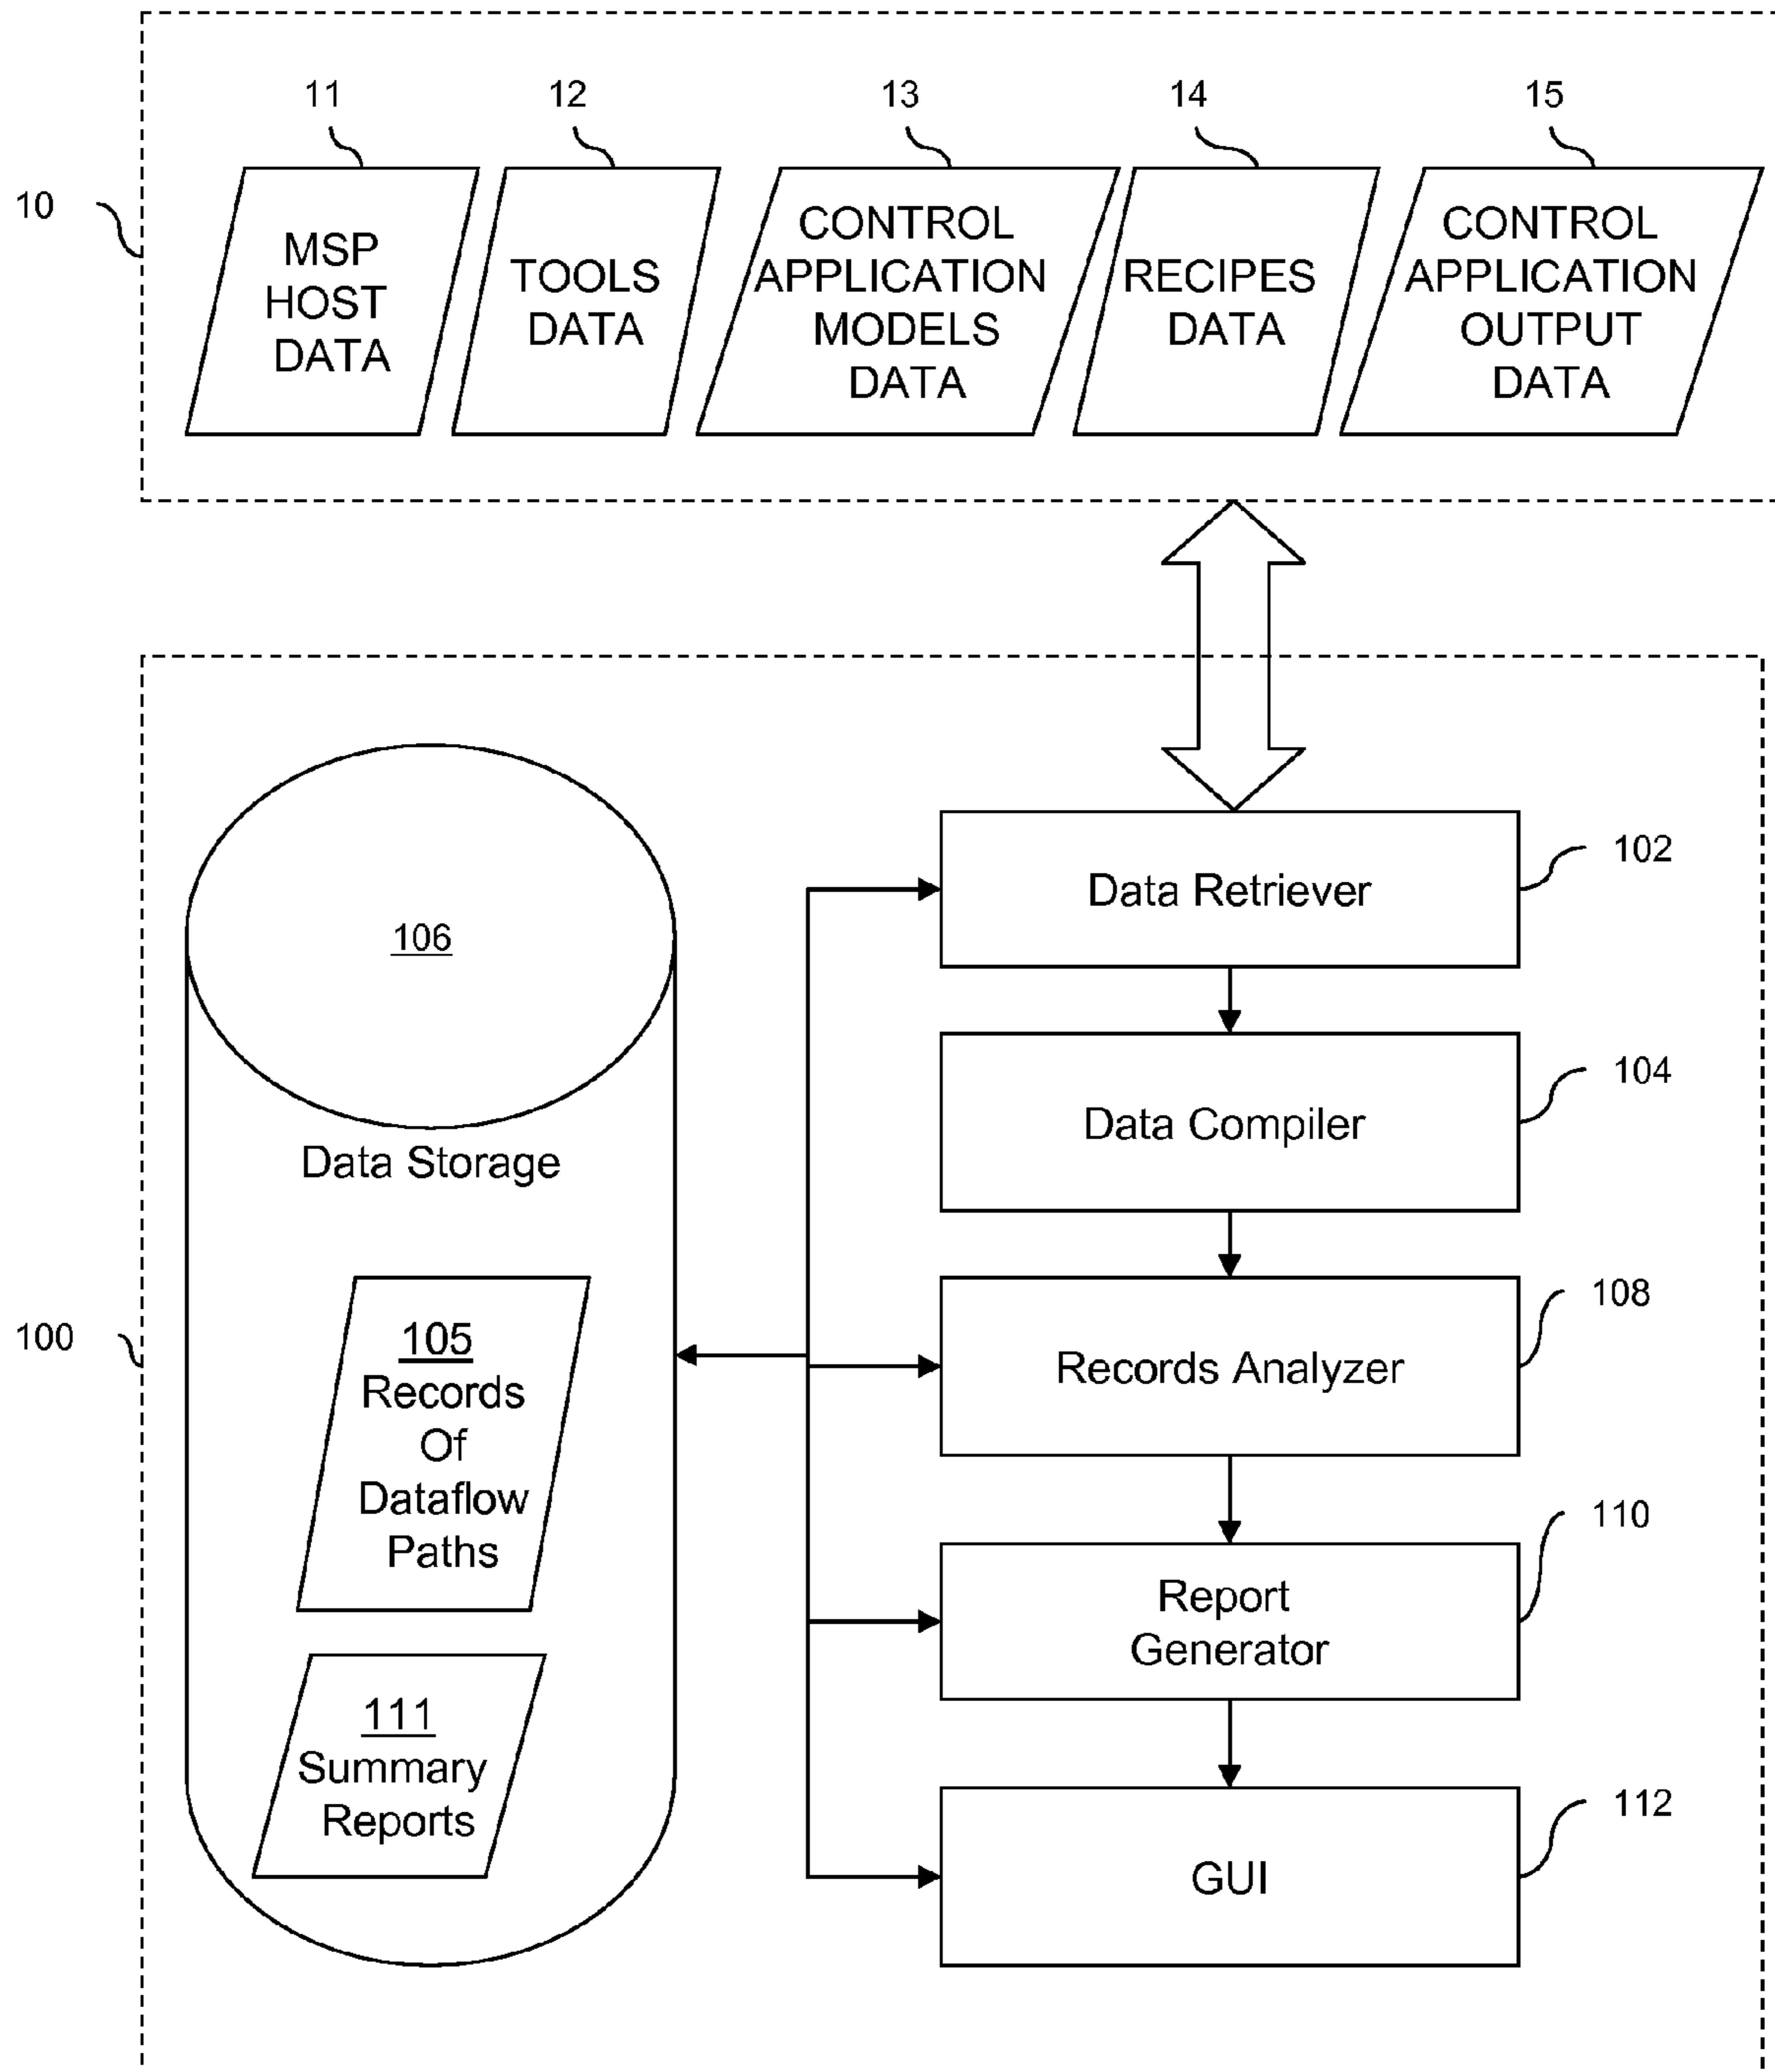 11
12
13
14
15
10
MSP
HOST
DATA
TOOLS
DATA
CONTROL
APPLICATION
MODELS
DATA
RECIPES
DATA
CONTROL
APPLICATION
OUTPUT
DATA
100
106
Data Storage
105
Records
Of
Dataflow
Paths
111
Summary
Reports
Data Retriever
102
Data Compiler
104
Records Analyzer
108
Report
Generator
110
GUI
112